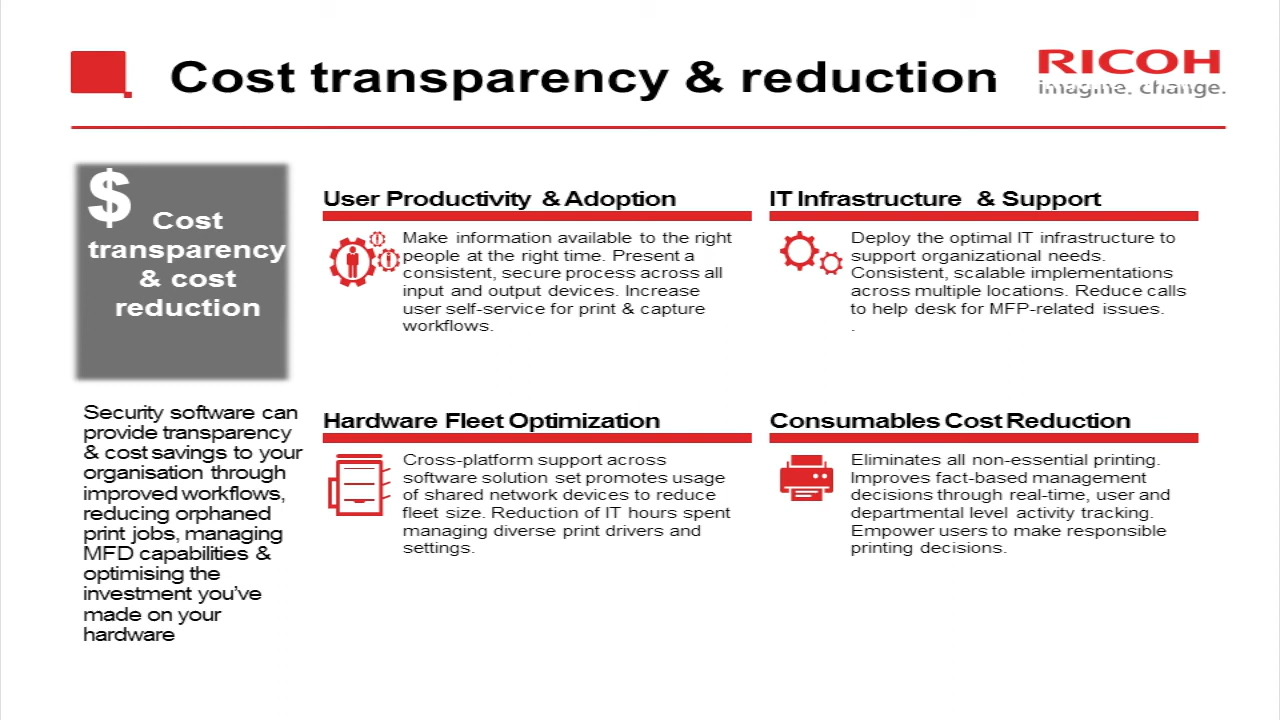 Cost transparency & reduction
RICOH
imagine. change.
$
Cost
transparency
& cost
reduction
Security software can
provide transparency
& cost savings to your
organisation through
improved workflows,
reducing orphaned
print jobs, managing
MFD capabilities &
optimising the
investment you've
made on your
hardware
User Productivity & Adoption
Make information available to the right
people at the right time. Present a
consistent, secure process across all
input and output devices. Increase
user self-service for print & capture
workflows.
IT Infrastructure & Support
Deploy the optimal IT infrastructure to
support organizational needs.
Consistent, scalable implementations
across multiple locations. Reduce calls
to help desk for MFP-related issues.
.
Hardware Fleet Optimization
Cross-platform support across
software solution set promotes usage
of shared network devices to reduce
fleet size. Reduction of IT hours spent
managing diverse print drivers and
settings.
Consumables Cost Reduction
Eliminates all non-essential printing.
Improves fact-based management
decisions through real-time, user and
departmental level activity tracking.
Empower users to make responsible
printing decisions.